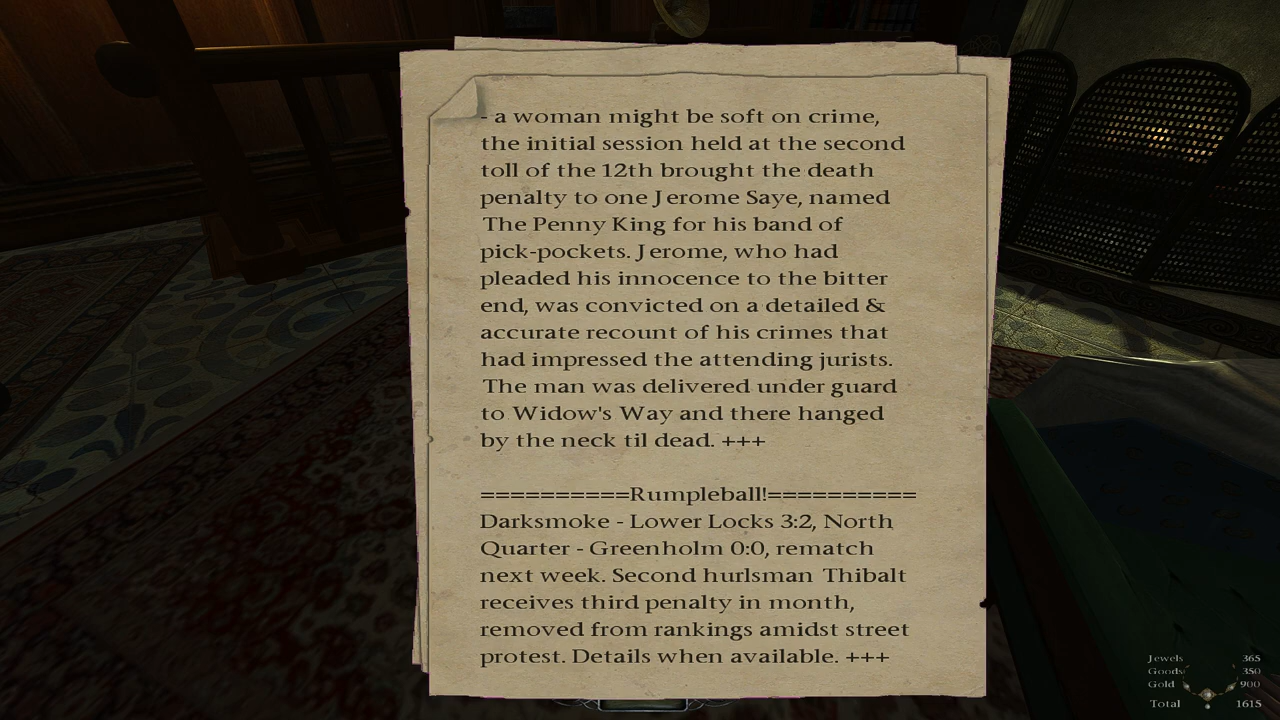 - a woman might be soft on crime,
the initial session held at the second
toll of the 12th brought the death
penalty to one Jerome Saye, named
The Penny King for his band of
pick-pockets. Jerome, who had
pleaded his innocence to the bitter
end, was convicted on a detailed &
accurate recount of his crimes that
had impressed the attending jurists.
The man was delivered under guard
to Widow's Way and there hanged
by the neck til dead. +++
==========Rumpleball!==========
Darksmoke - Lower Locks 3:2, North
Quarter - Greenholm 0:0, rematch
next week. Second hurlsman Thibalt
receives third penalty in month,
removed from rankings amidst street
protest. Details when available. +++
Jewels 365
Goods 350
Gold 900
Total 1615